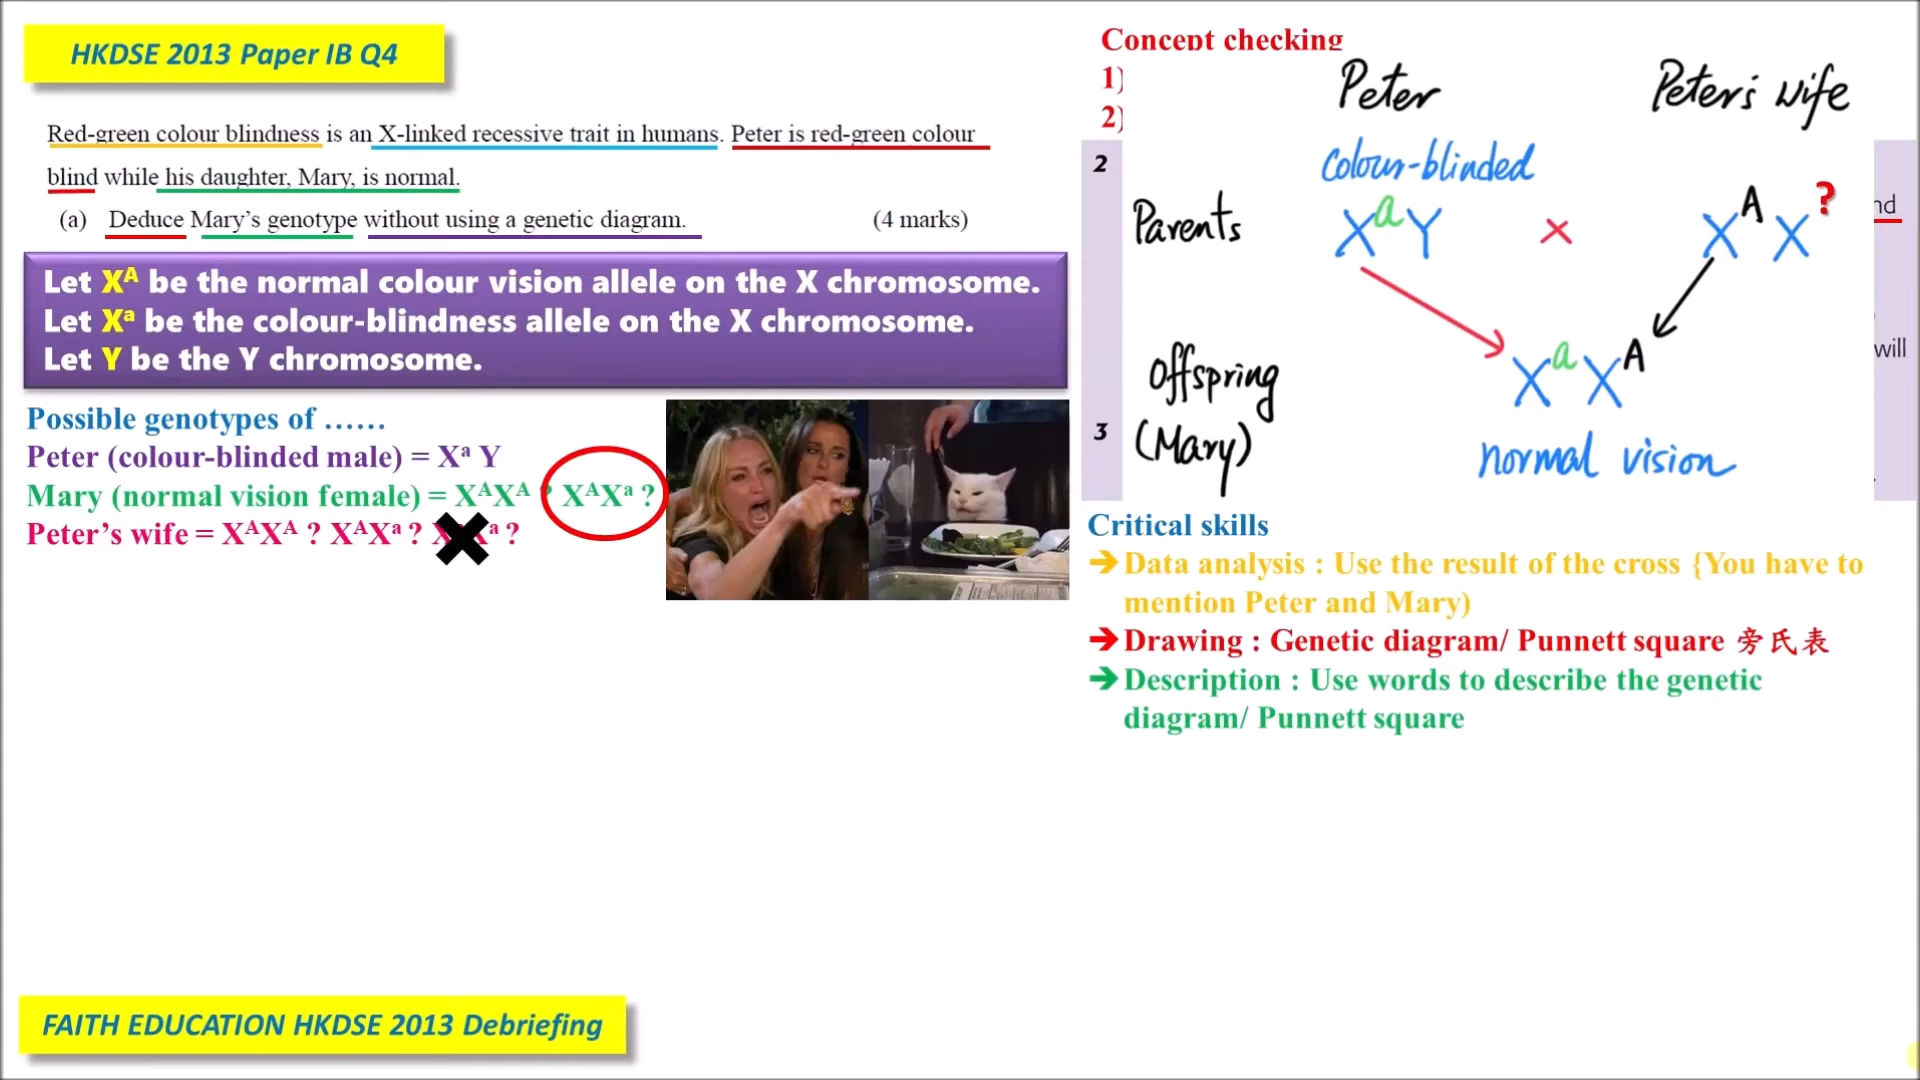 HKDSE 2013 Paper IB Q4
Red-green colour blindness is an X-linked recessive trait in humans. Peter is red-green colour
blind while his daughter, Mary, is normal.
(a) Deduce Mary's genotype without using a genetic diagram. (4 marks)
Let Xᴬ be the normal colour vision allele on the X chromosome.
Let Xᵃ be the colour-blindness allele on the X chromosome.
Let Y be the Y chromosome.
Possible genotypes of ……
Peter (colour-blinded male) = Xᵃ Y
Mary (normal vision female) = XᴬXᴬ ? XᴬXᵃ ?
Peter's wife = XᴬXᴬ ? XᴬXᵃ ? XᵃXᵃ ?
Concept checking
1)
2)
2
3
Peter Peter's wife
Colour-blinded
Parents XᵃY × XᴬX?
Offspring XᵃXᴬ
(Mary)
normal vision
nd
will
Critical skills
➔ Data analysis : Use the result of the cross {You have to
mention Peter and Mary)
➔ Drawing : Genetic diagram/ Punnett square 旁氏表
➔ Description : Use words to describe the genetic
diagram/ Punnett square
FAITH EDUCATION HKDSE 2013 Debriefing